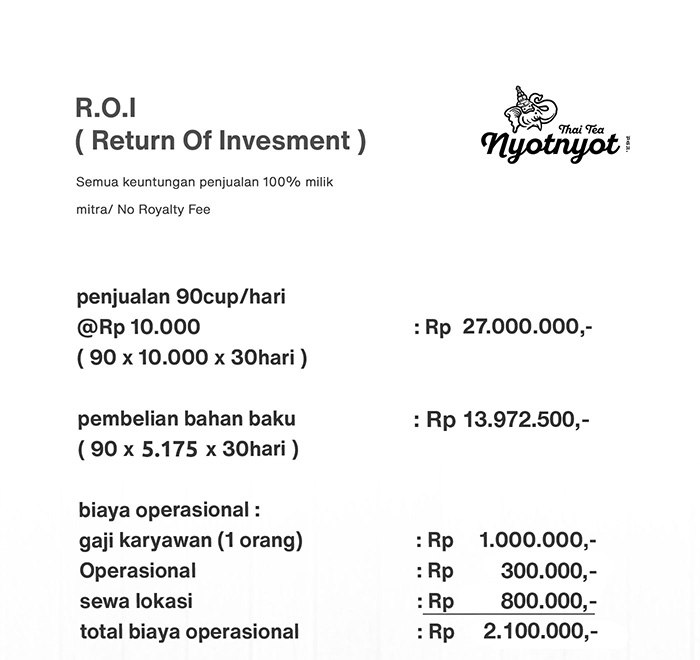 R.O.I
( Return Of Invesment )
Thai Tea
Nyotnyot
Semua keuntungan penjualan 100% milik
mitra/ No Royalty Fee
penjualan 90cup/hari
@Rp 10.000 : Rp 27.000.000,-
( 90 x 10.000 x 30hari )
pembelian bahan baku : Rp 13.972.500,-
( 90 x 5.175 x 30hari )
biaya operasional :
gaji karyawan (1 orang) : Rp 1.000.000,-
Operasional : Rp 300.000,-
sewa lokasi : Rp 800.000,-
total biaya operasional : Rp 2.100.000,-